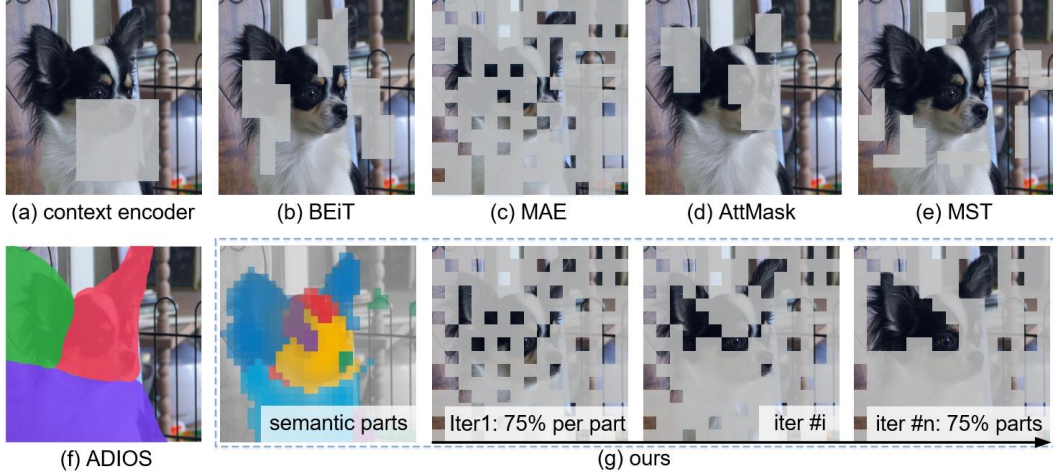 (a) context encoder
(b) BEiT
(c) MAE
(d) AttMask
(e) MST
semantic parts
Iter1: 75% per part
iter #i
iter #n: 75% parts
(f) ADIOS
(g) ours